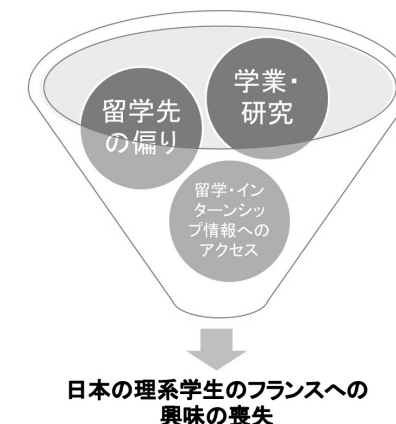 留学先
の偏り
学業・
研究
留学・イン
ターンシッ
プ情報への
アクセス
日本の理系学生のフランスへの
興味の喪失